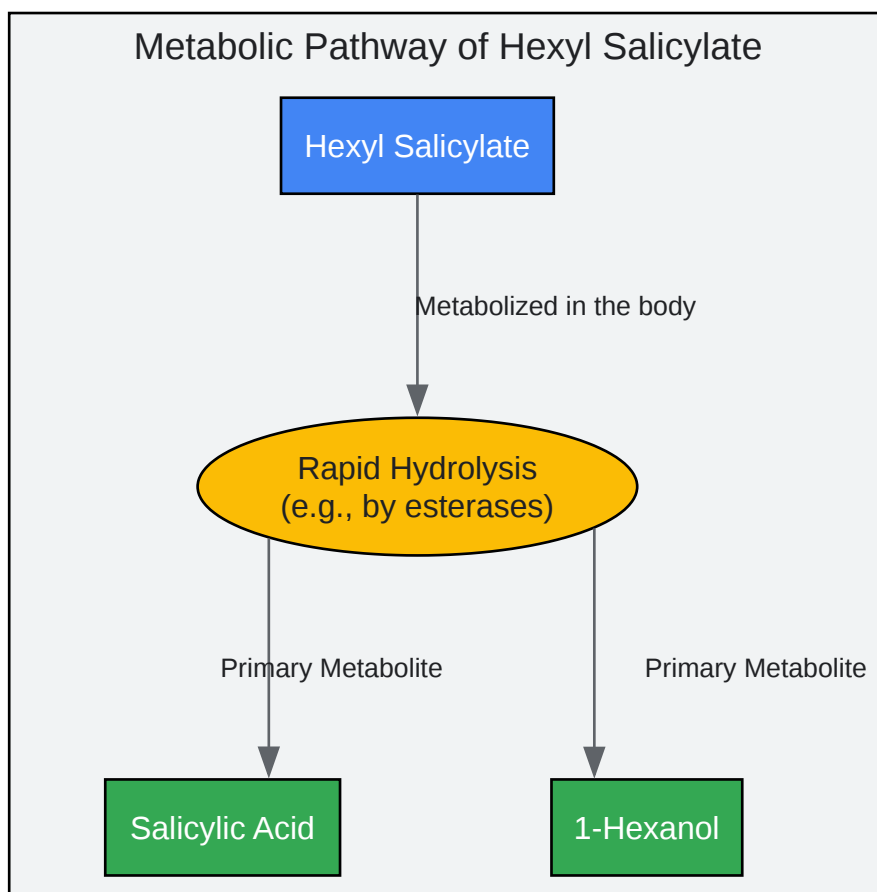 Metabolic Pathway of Hexyl Salicylate
Hexyl Salicylate
Metabolized in the body
Rapid Hydrolysis
(e.g., by esterases)
Primary Metabolite
Primary Metabolite
Salicylic Acid
1-Hexanol